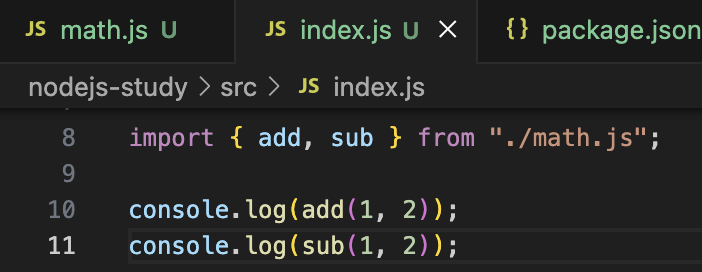 JS math.js U JS index.js U × {} package.json
nodejs-study > src > JS index.js
8 import { add, sub } from "./math.js";
9
10 console.log(add(1, 2));
11 console.log(sub(1, 2));